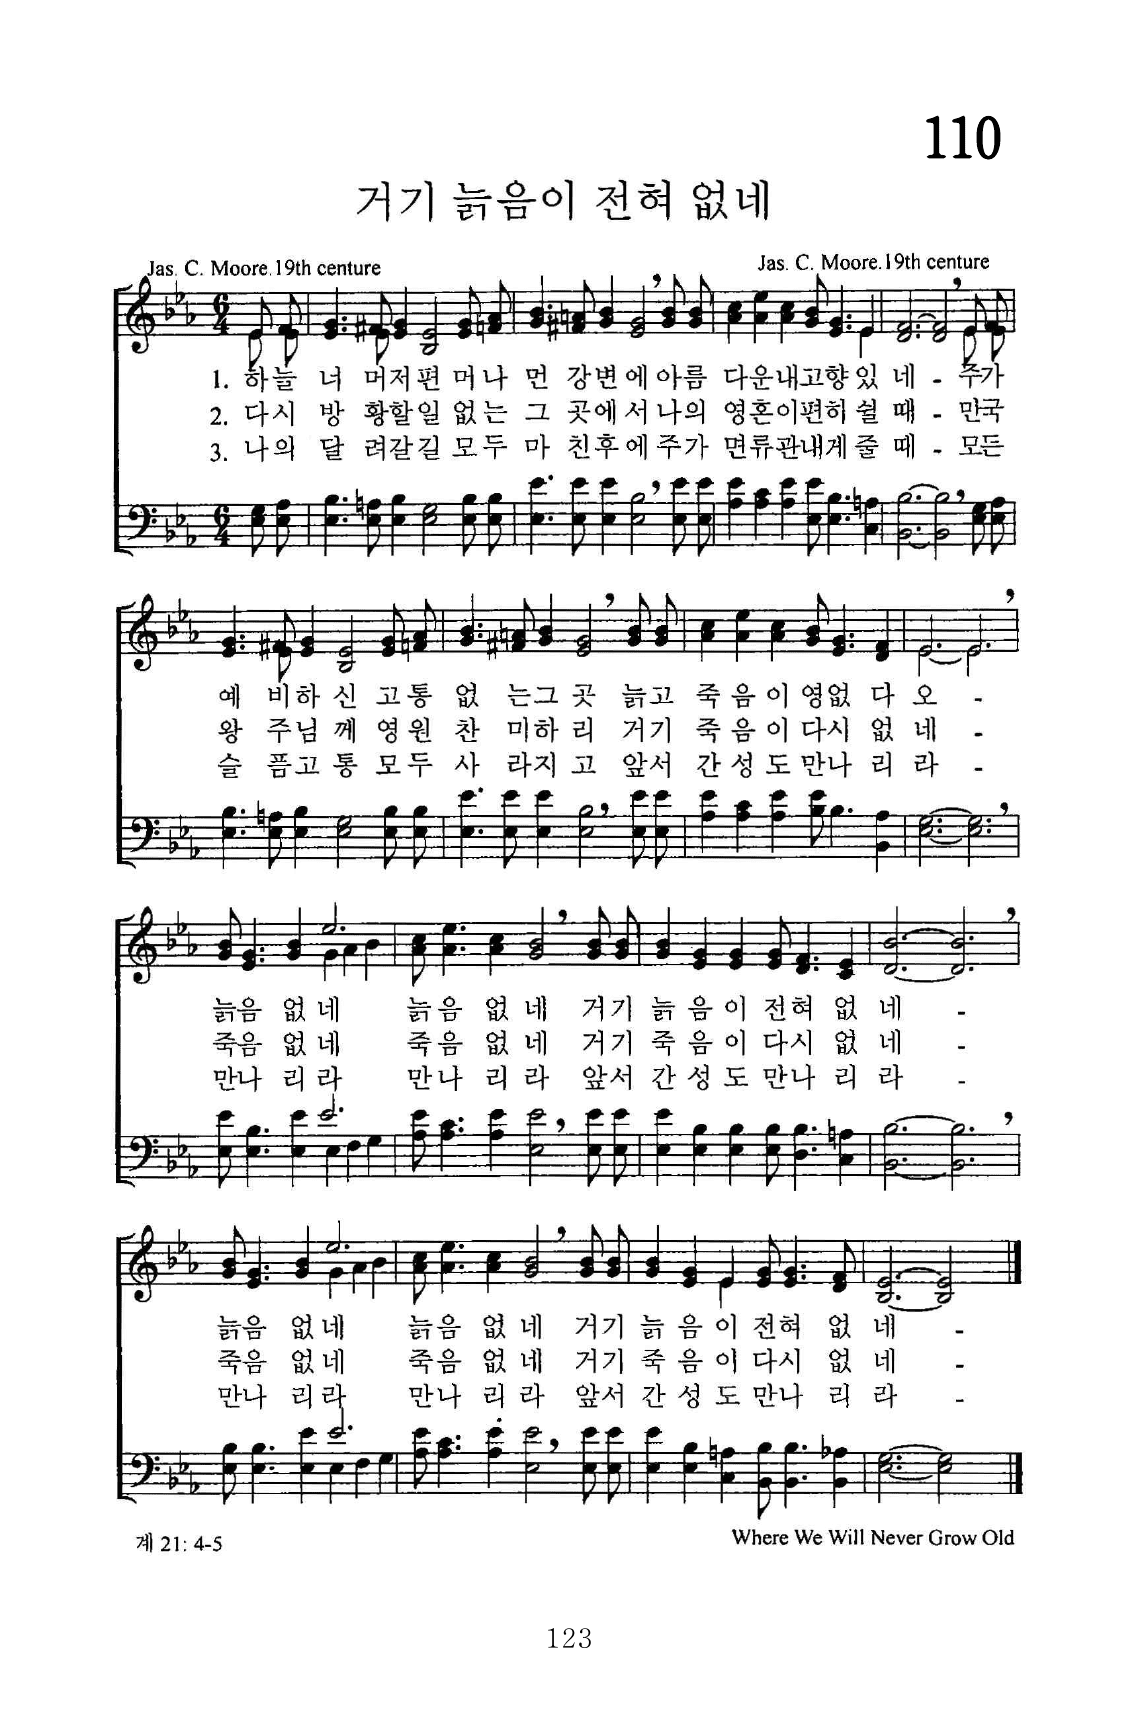 110
거기 늙음이 전혀 없네
Jas. C. Moore.19th centure
Jas. C. Moore.19th centure
1. 하늘 너 머저편 머나 먼 강변에아름 다운내고향있 네 - 주가
2. 다시 방 황할일 없는 그 곳에서나의 영혼이편히 쉴 때 - 만국
3. 나의 달 려갈길 모두 마 친후에주가 면류관내게 줄 때 - 모든
예 비하 신 고통 없 는그 곳 늙고 죽음이영없 다 오 -
왕 주님 께 영원 찬 미하 리 거기 죽음이다시 없 네 -
슬 픔고 통 모두 사 라지 고 앞서 간성도만나 리 라 -
늙음 없네 늙음 없 네 거기 늙 음이 전혀 없 네 -
죽음 없네 죽음 없 네 거기 죽 음이 다시 없 네 -
만나 리라 만나 리 라 앞서 간 성도 만나 리 라 -
늙음 없네 늙음 없 네 거기 늙 음이 전혀 없 네 -
죽음 없네 죽음 없 네 거기 죽 음이 다시 없 네 -
만나 리라 만나 리 라 앞서 간 성도 만나 리 라 -
계 21: 4-5
Where We Will Never Grow Old
123